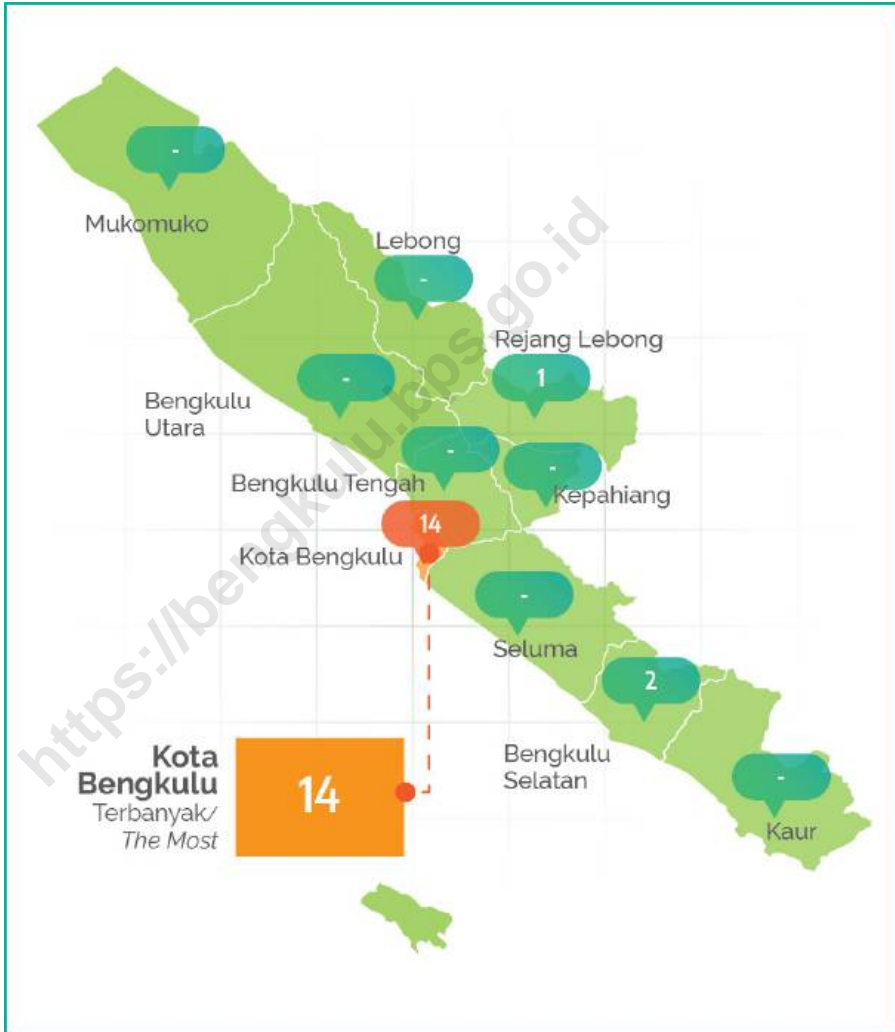 -
Mukomuko
Lebong
-
Rejang Lebong
1
-
Bengkulu
Utara
-
Bengkulu Tengah
-
Kepahiang
14
Kota Bengkulu
-
Seluma
2
Bengkulu
Selatan
-
Kaur
Kota
Bengkulu
Terbanyak/
The Most
14
https://bengkulu.bps.go.id